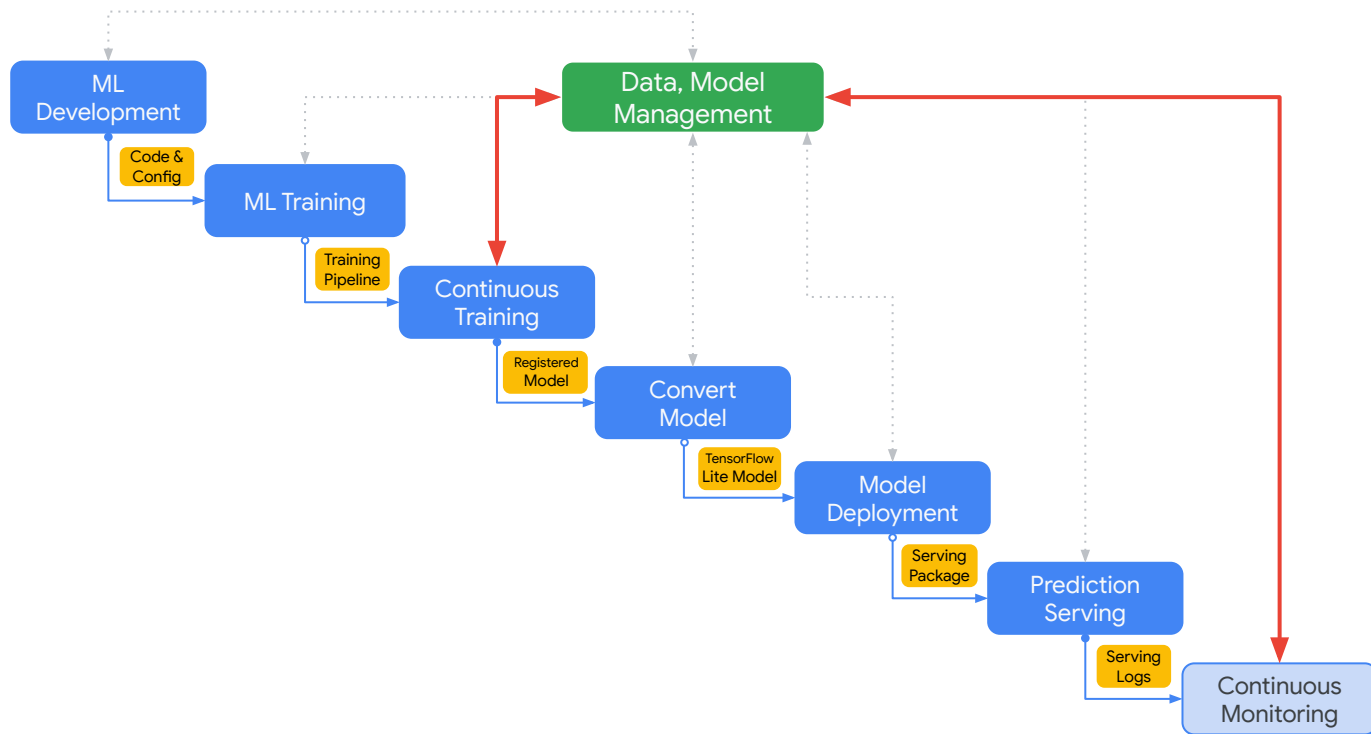 ML
Development
Data, Model
Management
Code &
Config
ML Training
Training
Pipeline
Continuous
Training
Registered
Model
Convert
Model
TensorFlow
Lite Model
Model
Deployment
Serving
Package
Prediction
Serving
Serving
Logs
Continuous
Monitoring